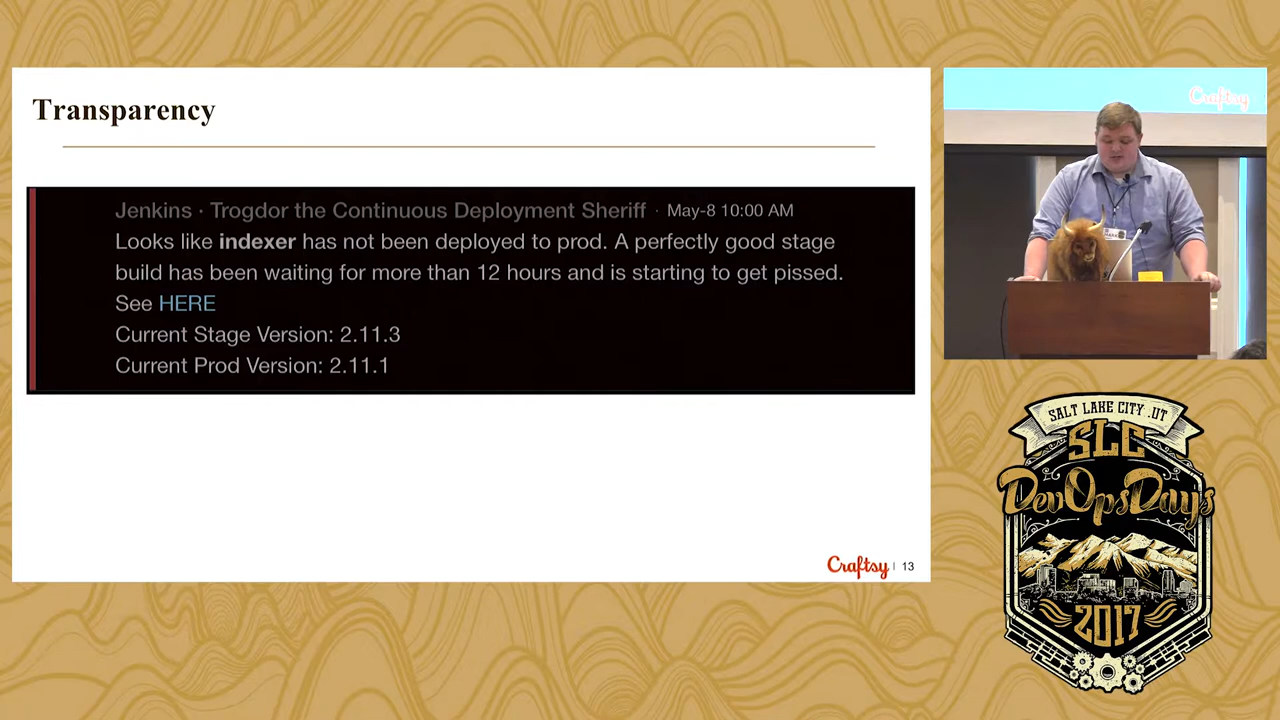 Transparency
Jenkins · Trogdor the Continuous Deployment Sheriff · May-8 10:00 AM
Looks like indexer has not been deployed to prod. A perfectly good stage
build has been waiting for more than 12 hours and is starting to get pissed.
See HERE
Current Stage Version: 2.11.3
Current Prod Version: 2.11.1
Craftsy | 13
Craftsy
SALT LAKE CITY .UT
SLC
DevOpsDays
2017